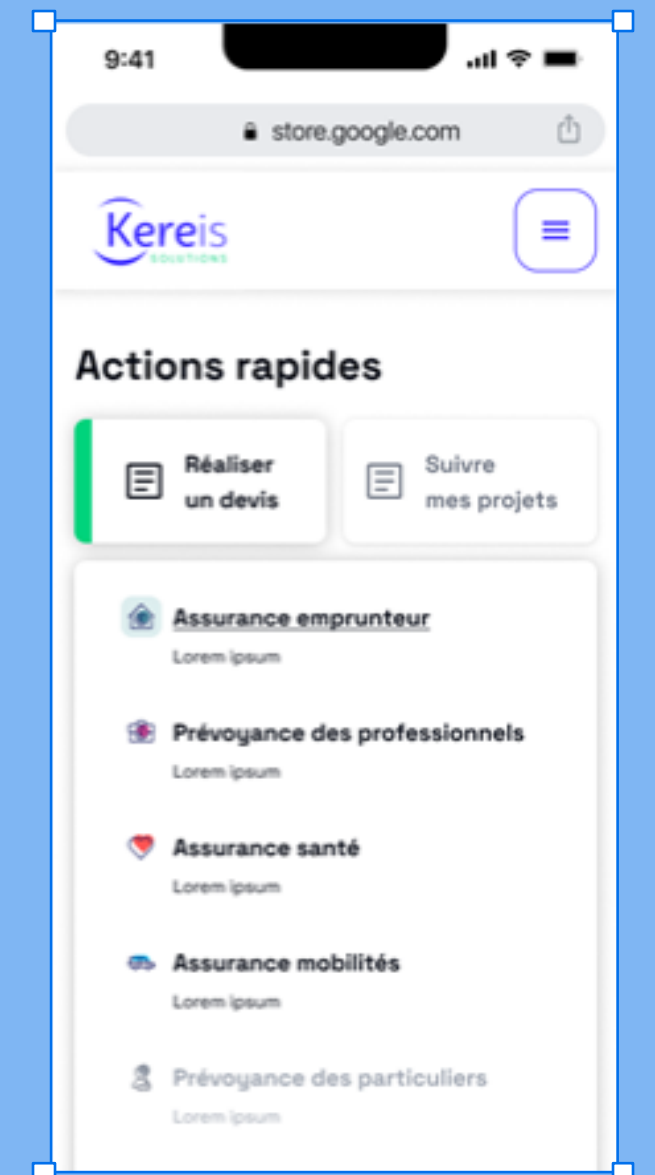 9:41
store.google.com
Kereis
SOLUTIONS
Actions rapides
Réaliser
un devis
Suivre
mes projets
Assurance emprunteur
Lorem ipsum
Prévoyance des professionnels
Lorem ipsum
Assurance santé
Lorem ipsum
Assurance mobilités
Lorem ipsum
Prévoyance des particuliers
Lorem ipsum